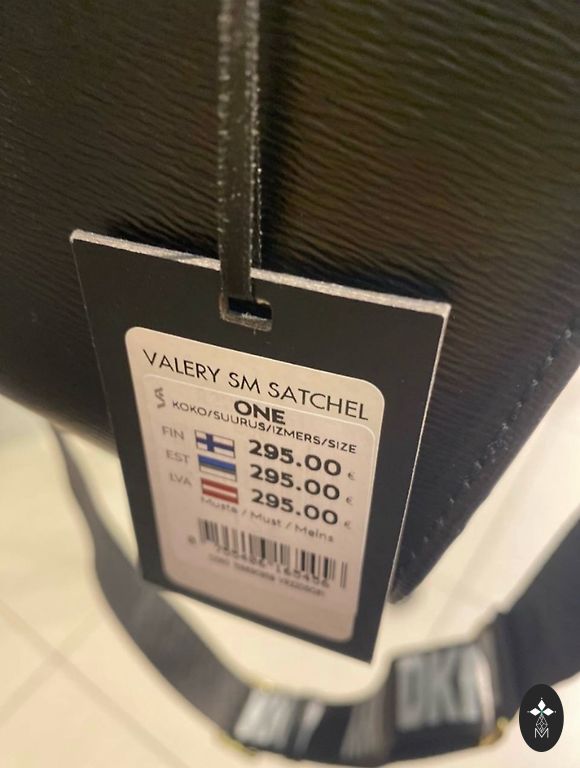 VALERY SM SATCHEL
ONE
KOKO/SUURUS/IZMERS/SIZE
FIN 295.00 €
EST 295.00 €
LVA 295.00 €
Musta / Must / Melns
DK